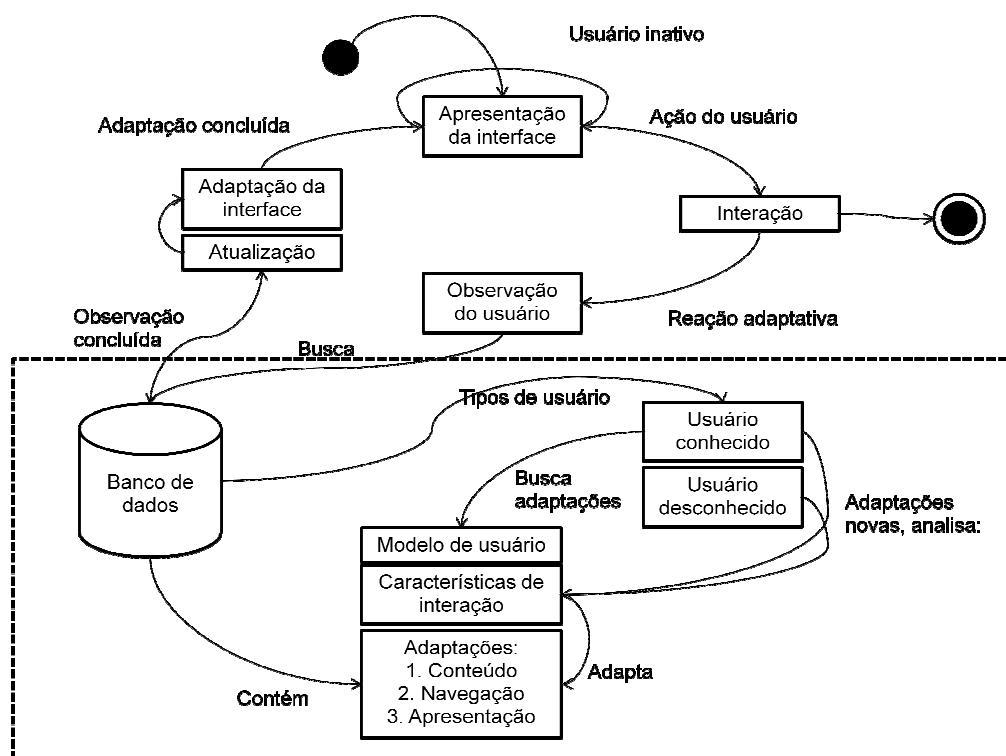 Usuário inativo
Apresentação
da interface
Adaptação concluída
Ação do usuário
Adaptação da
interface
Interação
Atualização
Observação
do usuário
Observação
concluída
Reação adaptativa
Busca
Tipos de usuário
Usuário
conhecido
Banco de
dados
Busca
adaptações
Usuário
desconhecido
Adaptações
novas, analisa:
Modelo de usuário
Características de
interação
Adaptações:
1. Conteúdo
2. Navegação
3. Apresentação
Adapta
Contém